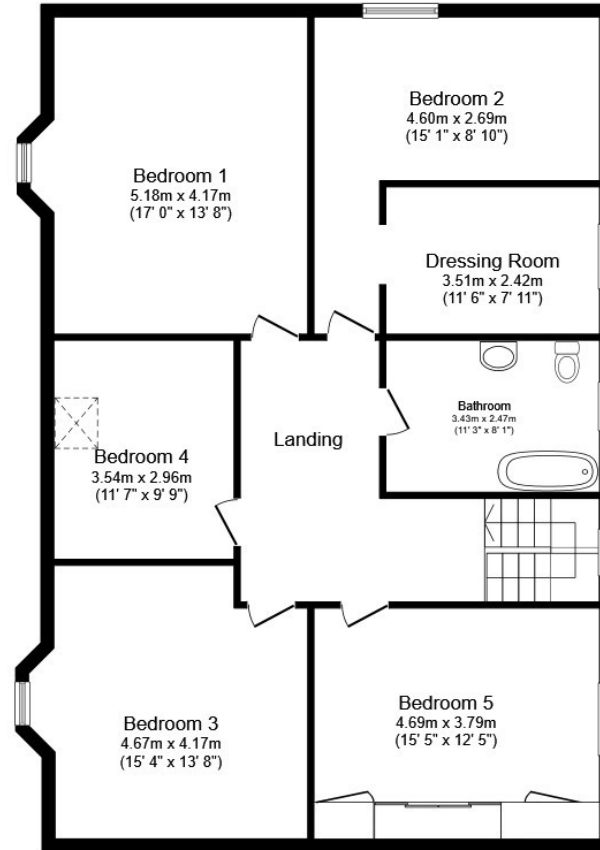 Bedroom 2
4.60m x 2.69m
(15' 1" x 8' 10")
Bedroom 1
5.18m x 4.17m
(17' 0" x 13' 8")
Dressing Room
3.51m x 2.42m
(11' 6" x 7' 11")
Bathroom
3.43m x 2.47m
(11' 3" x 8' 1")
Landing
Bedroom 4
3.54m x 2.96m
(11' 7" x 9' 9")
Bedroom 5
4.69m x 3.79m
(15' 5" x 12' 5")
Bedroom 3
4.67m x 4.17m
(15' 4" x 13' 8")